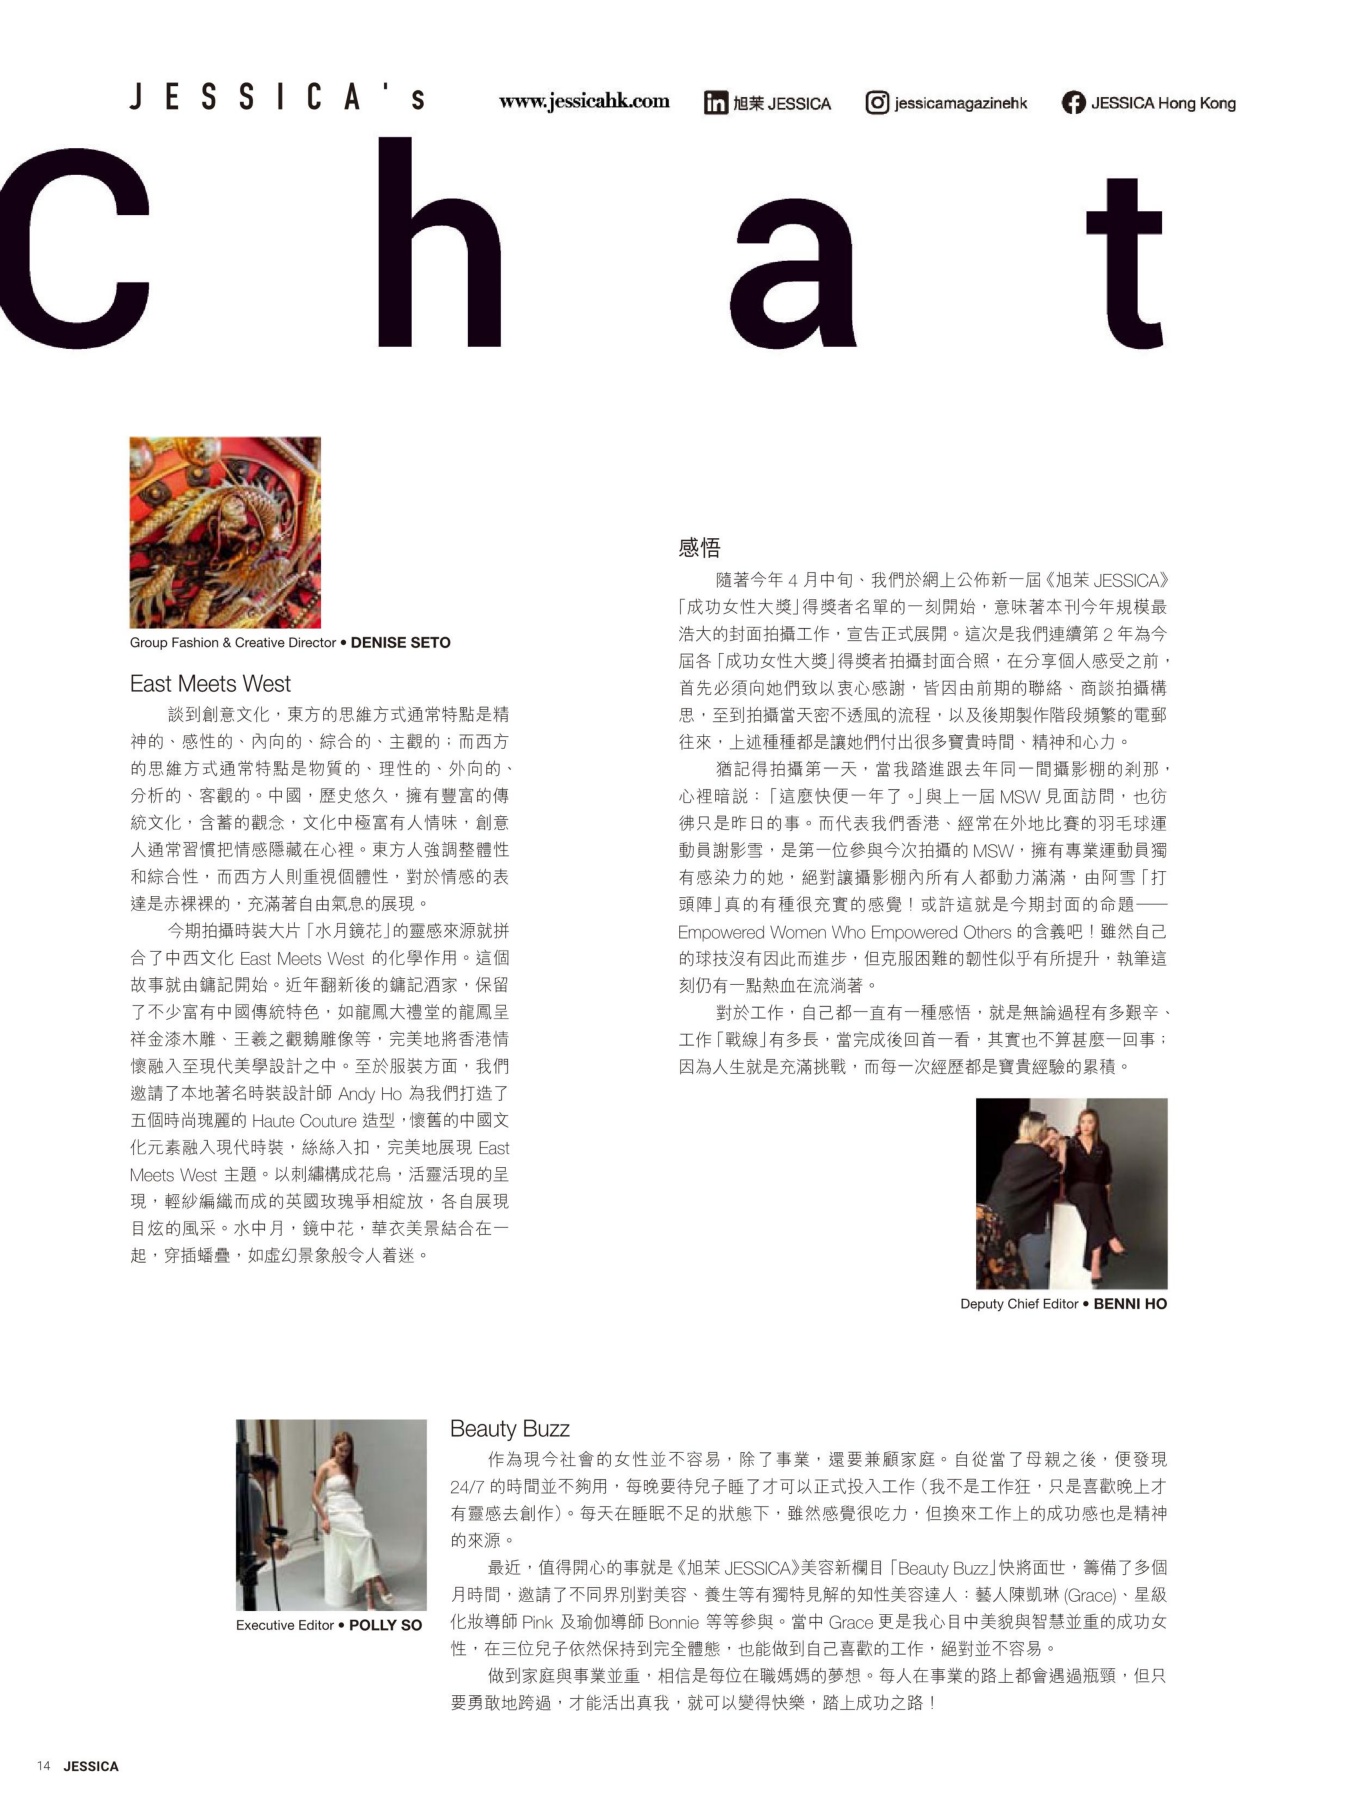 JESSICA's
www.jessicahk.com
旭茉 JESSICA
jessicamagazinehk
JESSICA Hong Kong
Chat
Group Fashion & Creative Director • DENISE SETO
East Meets West
談到創意文化，東方的思維方式通常特點是精
神的、感性的、內向的、綜合的、主觀的；而西方
的思維方式通常特點是物質的、理性的、外向的、
分析的、客觀的。中國，歷史悠久，擁有豐富的傳
統文化，含蓄的觀念，文化中極富有人情味，創意
人通常習慣把情感隱藏在心裡。東方人強調整體性
和綜合性，而西方人則重視個體性，對於情感的表
達是赤裸裸的，充滿著自由氣息的展現。
今期拍攝時裝大片「水月鏡花」的靈感來源就拼
合了中西文化 East Meets West 的化學作用。這個
故事就由鏞記開始。近年翻新後的鏞記酒家，保留
了不少富有中國傳統特色，如龍鳳大禮堂的龍鳳呈
祥金漆木雕、王羲之觀鵝雕像等，完美地將香港情
懷融入至現代美學設計之中。至於服裝方面，我們
邀請了本地著名時裝設計師 Andy Ho 為我們打造了
五個時尚瑰麗的 Haute Couture 造型，懷舊的中國文
化元素融入現代時裝，絲絲入扣，完美地展現 East
Meets West 主題。以刺繡構成花鳥，活靈活現的呈
現，輕紗編織而成的英國玫瑰爭相綻放，各自展現
目炫的風采。水中月，鏡中花，華衣美景結合在一
起，穿插蟠疊，如虛幻景象般令人着迷。
感悟
隨著今年 4 月中旬、我們於網上公佈新一屆《旭茉 JESSICA》
「成功女性大獎」得獎者名單的一刻開始，意味著本刊今年規模最
浩大的封面拍攝工作，宣告正式展開。這次是我們連續第 2 年為今
屆各「成功女性大獎」得獎者拍攝封面合照，在分享個人感受之前，
首先必須向她們致以衷心感謝，皆因由前期的聯絡、商談拍攝構
思，至到拍攝當天密不透風的流程，以及後期製作階段頻繁的電郵
往來，上述種種都是讓她們付出很多寶貴時間、精神和心力。
猶記得拍攝第一天，當我踏進跟去年同一間攝影棚的剎那，
心裡暗説：「這麼快便一年了。」與上一屆 MSW 見面訪問，也彷
彿只是昨日的事。而代表我們香港、經常在外地比賽的羽毛球運
動員謝影雪，是第一位參與今次拍攝的 MSW，擁有專業運動員獨
有感染力的她，絕對讓攝影棚內所有人都動力滿滿，由阿雪「打
頭陣」真的有種很充實的感覺！或許這就是今期封面的命題——
Empowered Women Who Empowered Others 的含義吧！雖然自己
的球技沒有因此而進步，但克服困難的韌性似乎有所提升，執筆這
刻仍有一點熱血在流淌著。
對於工作，自己都一直有一種感悟，就是無論過程有多艱辛、
工作「戰線」有多長，當完成後回首一看，其實也不算甚麼一回事；
因為人生就是充滿挑戰，而每一次經歷都是寶貴經驗的累積。
Deputy Chief Editor • BENNI HO
Beauty Buzz
作為現今社會的女性並不容易，除了事業，還要兼顧家庭。自從當了母親之後，便發現
24/7 的時間並不夠用，每晚要待兒子睡了才可以正式投入工作（我不是工作狂，只是喜歡晚上才
有靈感去創作）。每天在睡眠不足的狀態下，雖然感覺很吃力，但換來工作上的成功感也是精神
的來源。
最近，值得開心的事就是《旭茉 JESSICA》美容新欄目「Beauty Buzz」快將面世，籌備了多個
月時間，邀請了不同界別對美容、養生等有獨特見解的知性美容達人：藝人陳凱琳 (Grace)、星級
化妝導師 Pink 及瑜伽導師 Bonnie 等等參與。當中 Grace 更是我心目中美貌與智慧並重的成功女
性，在三位兒子依然保持到完全體態，也能做到自己喜歡的工作，絕對並不容易。
做到家庭與事業並重，相信是每位在職媽媽的夢想。每人在事業的路上都會遇過瓶頸，但只
要勇敢地跨過，才能活出真我，就可以變得快樂，踏上成功之路！
Executive Editor • POLLY SO
14 JESSICA